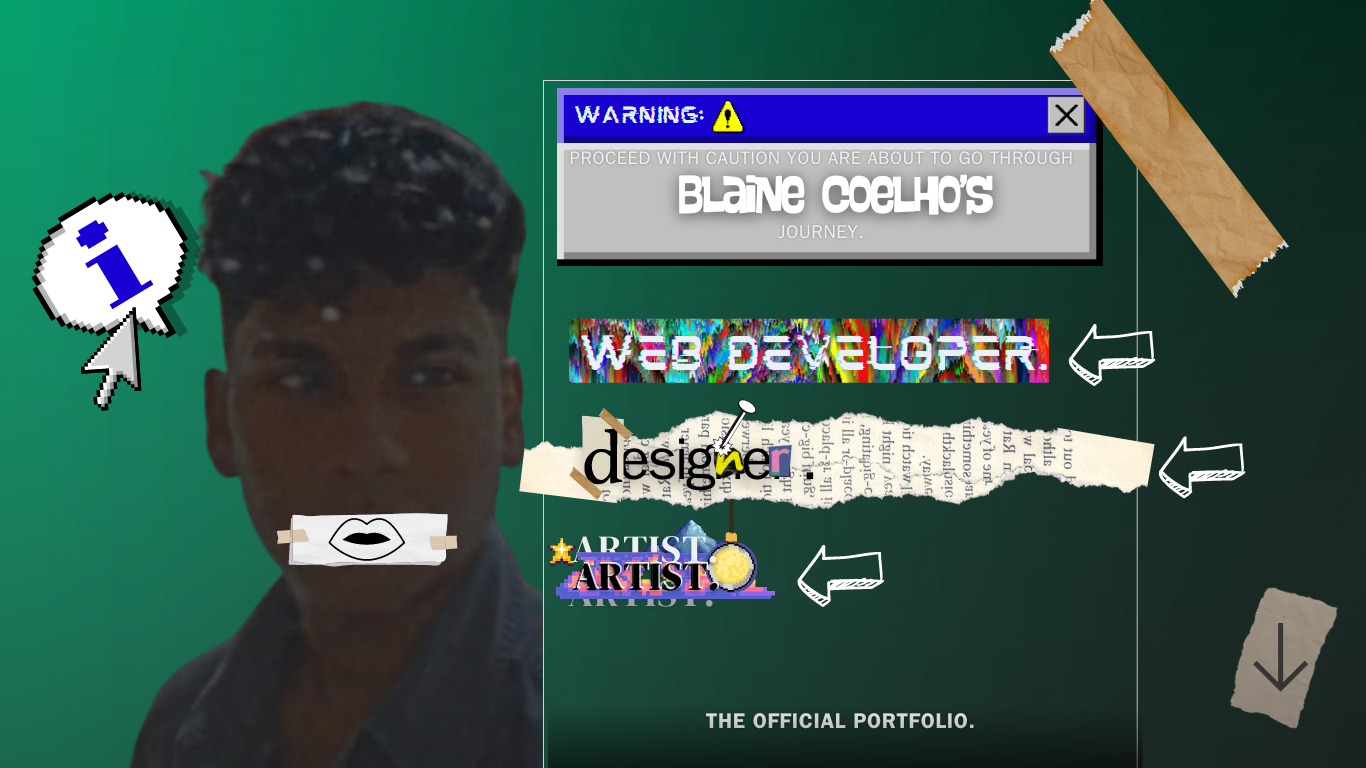 WARNING:
PROCEED WITH CAUTION YOU ARE ABOUT TO GO THROUGH
BLaiNe COELHO'S
JOURNEY.
i
WEB DEVELOPER.
designer.
ARTIST.
ARTIST.
ARTIST.
THE OFFICIAL PORTFOLIO.